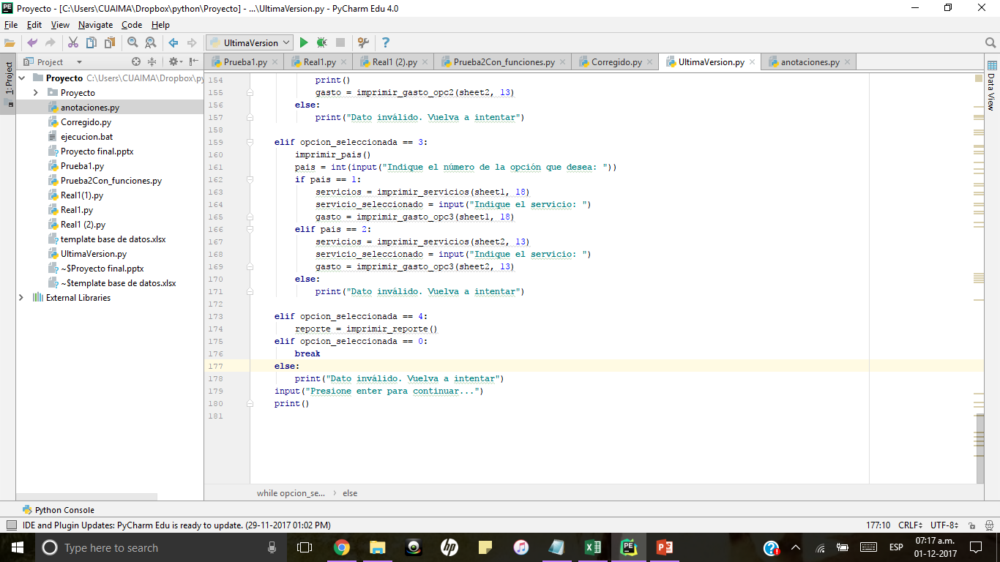 Proyecto - [C:\Users\CUAIMA\Dropbox\python\Proyecto] - ...\UltimaVersion.py - PyCharm Edu 4.0
File Edit View Navigate Code Help
UltimaVersion
Project
Prueba1.py Real1.py Real1 (2).py Prueba2Con_funciones.py Corregido.py UltimaVersion.py anotaciones.py
1: Project
Data View
Proyecto C:\Users\CUAIMA\Dropbox\py
Proyecto
anotaciones.py
Corregido.py
ejecucion.bat
Proyecto final.pptx
Prueba1.py
Prueba2Con_funciones.py
Real1(1).py
Real1.py
Real1 (2).py
template base de datos.xlsx
UltimaVersion.py
~$Proyecto final.pptx
~$template base de datos.xlsx
External Libraries
154 print()
155 gasto = imprimir_gasto_opc2(sheet2, 13)
156 else:
157 print("Dato inválido. Vuelva a intentar")
158
159 elif opcion_seleccionada == 3:
160 imprimir_pais()
161 pais = int(input("Indique el número de la opción que desea: "))
162 if pais == 1:
163 servicios = imprimir_servicios(sheet1, 18)
164 servicio_seleccionado = input("Indique el servicio: ")
165 gasto = imprimir_gasto_opc3(sheet1, 18)
166 elif pais == 2:
167 servicios = imprimir_servicios(sheet2, 13)
168 servicio_seleccionado = input("Indique el servicio: ")
169 gasto = imprimir_gasto_opc3(sheet2, 13)
170 else:
171 print("Dato inválido. Vuelva a intentar")
172
173 elif opcion_seleccionada == 4:
174 reporte = imprimir_reporte()
175 elif opcion_seleccionada == 0:
176 break
177 else:
178 print("Dato inválido. Vuelva a intentar")
179 input("Presione enter para continuar...")
180 print()
181
while opcion_se... › else
Python Console
IDE and Plugin Updates: PyCharm Edu is ready to update. (29-11-2017 01:02 PM)
177:10 CRLF UTF-8
Type here to search
ESP
07:17 a.m.
01-12-2017